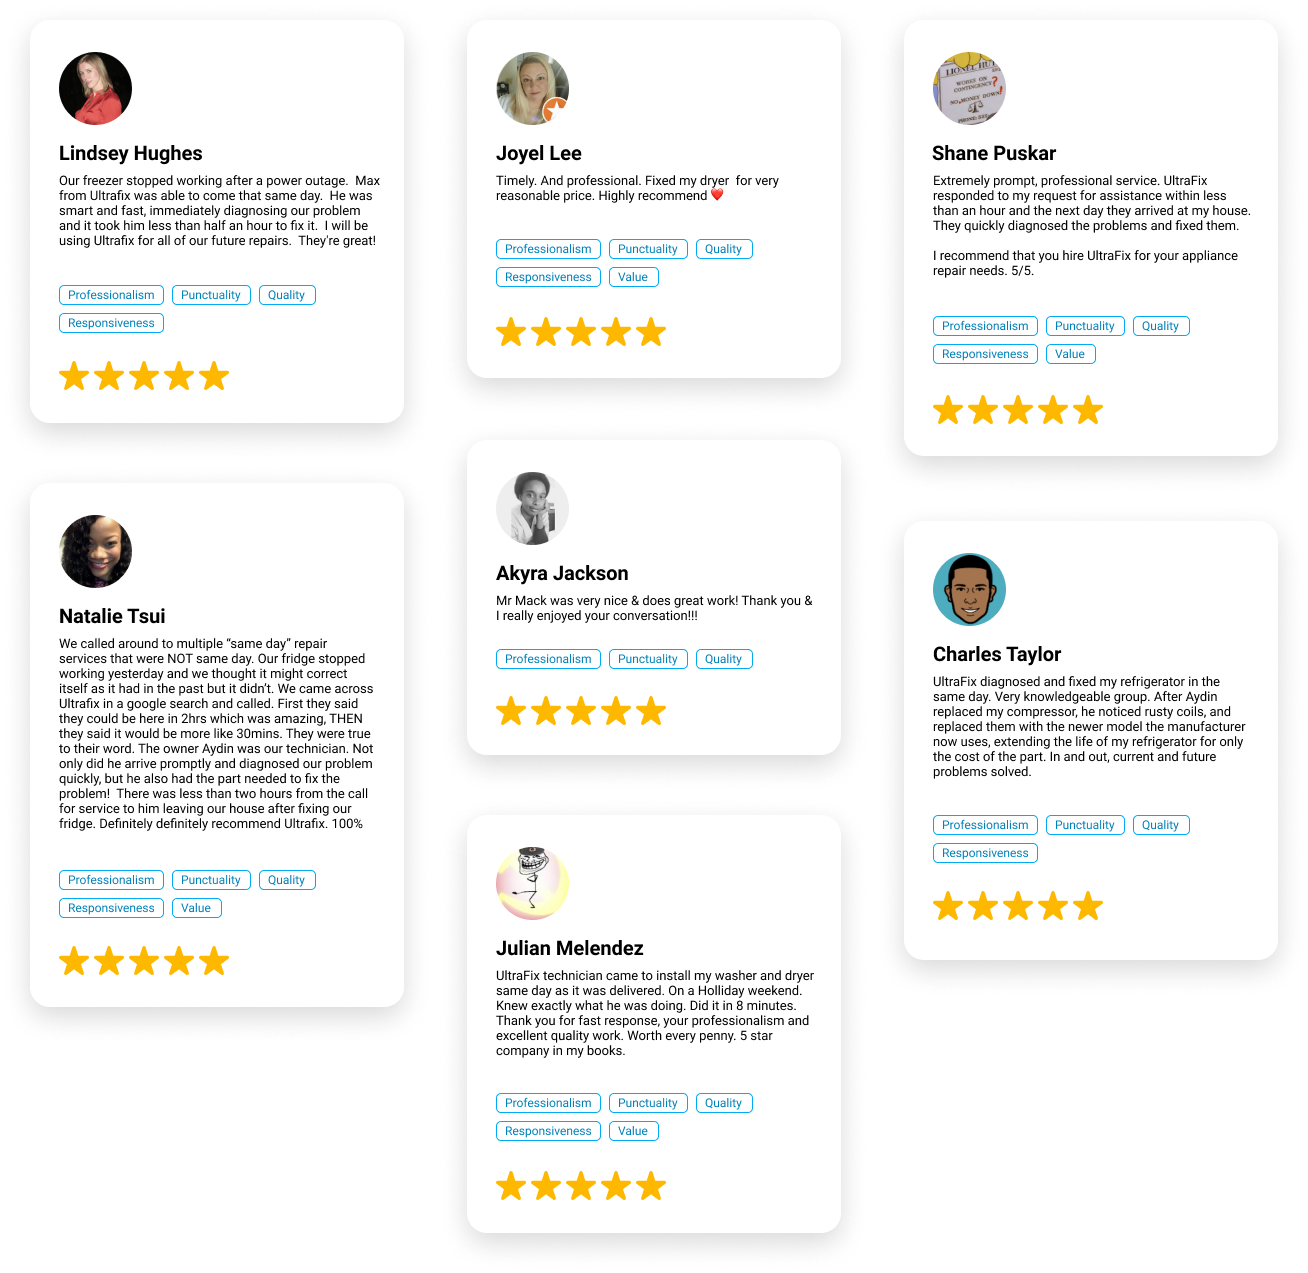 Lindsey Hughes
Our freezer stopped working after a power outage.  Max
from Ultrafix was able to come that same day.  He was
smart and fast, immediately diagnosing our problem
and it took him less than half an hour to fix it.  I will be
using Ultrafix for all of our future repairs.  They're great!
Professionalism Punctuality Quality
Responsiveness
Natalie Tsui
We called around to multiple “same day” repair
services that were NOT same day. Our fridge stopped
working yesterday and we thought it might correct
itself as it had in the past but it didn’t. We came across
Ultrafix in a google search and called. First they said
they could be here in 2hrs which was amazing, THEN
they said it would be more like 30mins. They were true
to their word. The owner Aydin was our technician. Not
only did he arrive promptly and diagnosed our problem
quickly, but he also had the part needed to fix the
problem!  There was less than two hours from the call
for service to him leaving our house after fixing our
fridge. Definitely definitely recommend Ultrafix. 100%
Professionalism Punctuality Quality
Responsiveness Value
Joyel Lee
Timely. And professional. Fixed my dryer  for very
reasonable price. Highly recommend ❤️
Professionalism Punctuality Quality
Responsiveness Value
Akyra Jackson
Mr Mack was very nice & does great work! Thank you &
I really enjoyed your conversation!!!
Professionalism Punctuality Quality
Julian Melendez
UltraFix technician came to install my washer and dryer
same day as it was delivered. On a Holliday weekend.
Knew exactly what he was doing. Did it in 8 minutes.
Thank you for fast response, your professionalism and
excellent quality work. Worth every penny. 5 star
company in my books.
Professionalism Punctuality Quality
Responsiveness Value
LIONEL
WORKS ON
CONTINGENCY?
NO, MONEY DOWN!
Shane Puskar
Extremely prompt, professional service. UltraFix
responded to my request for assistance within less
than an hour and the next day they arrived at my house.
They quickly diagnosed the problems and fixed them.
I recommend that you hire UltraFix for your appliance
repair needs. 5/5.
Professionalism Punctuality Quality
Responsiveness Value
Charles Taylor
UltraFix diagnosed and fixed my refrigerator in the
same day. Very knowledgeable group. After Aydin
replaced my compressor, he noticed rusty coils, and
replaced them with the newer model the manufacturer
now uses, extending the life of my refrigerator for only
the cost of the part. In and out, current and future
problems solved.
Professionalism Punctuality Quality
Responsiveness